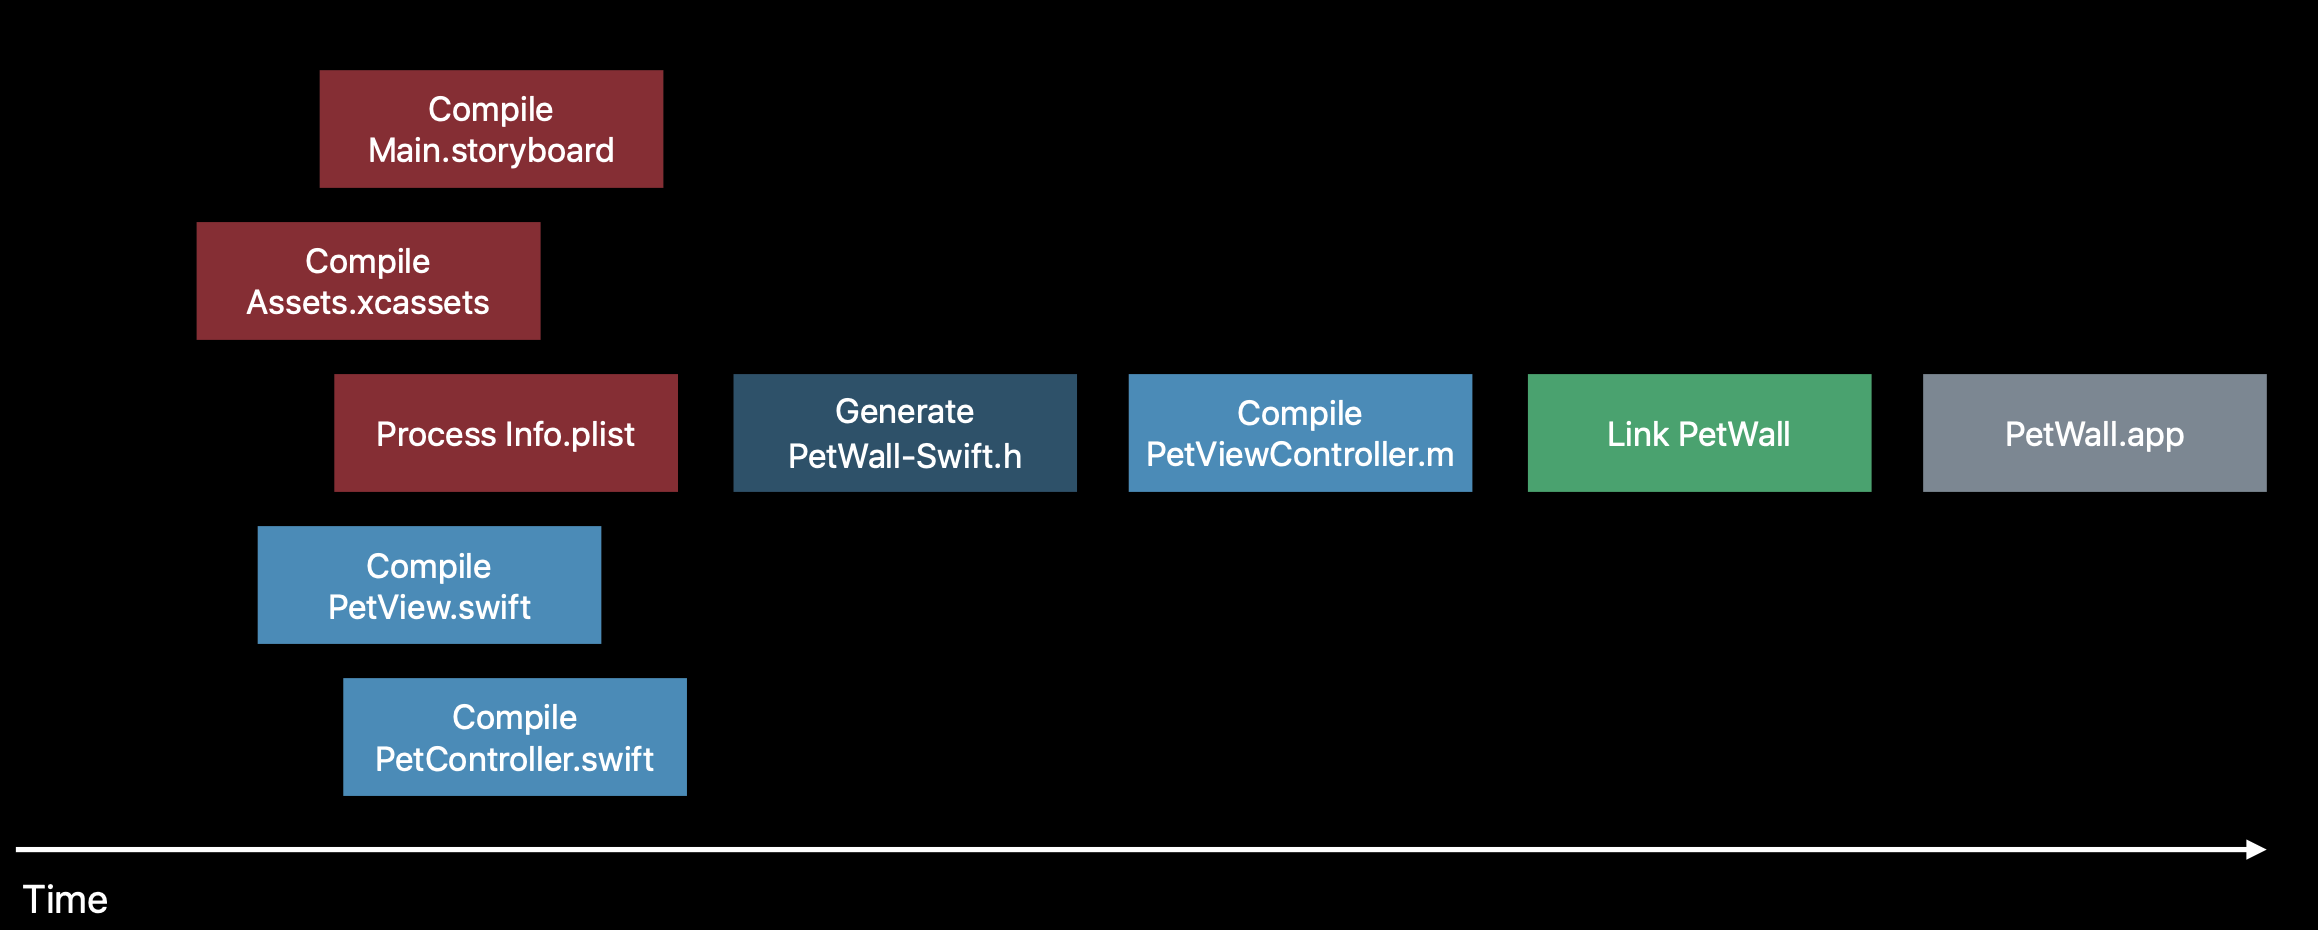 Compile
Main.storyboard
Compile
Assets.xcassets
Process Info.plist
Generate
PetWall-Swift.h
Compile
PetViewController.m
Link PetWall
PetWall.app
Compile
PetView.swift
Compile
PetController.swift
Time